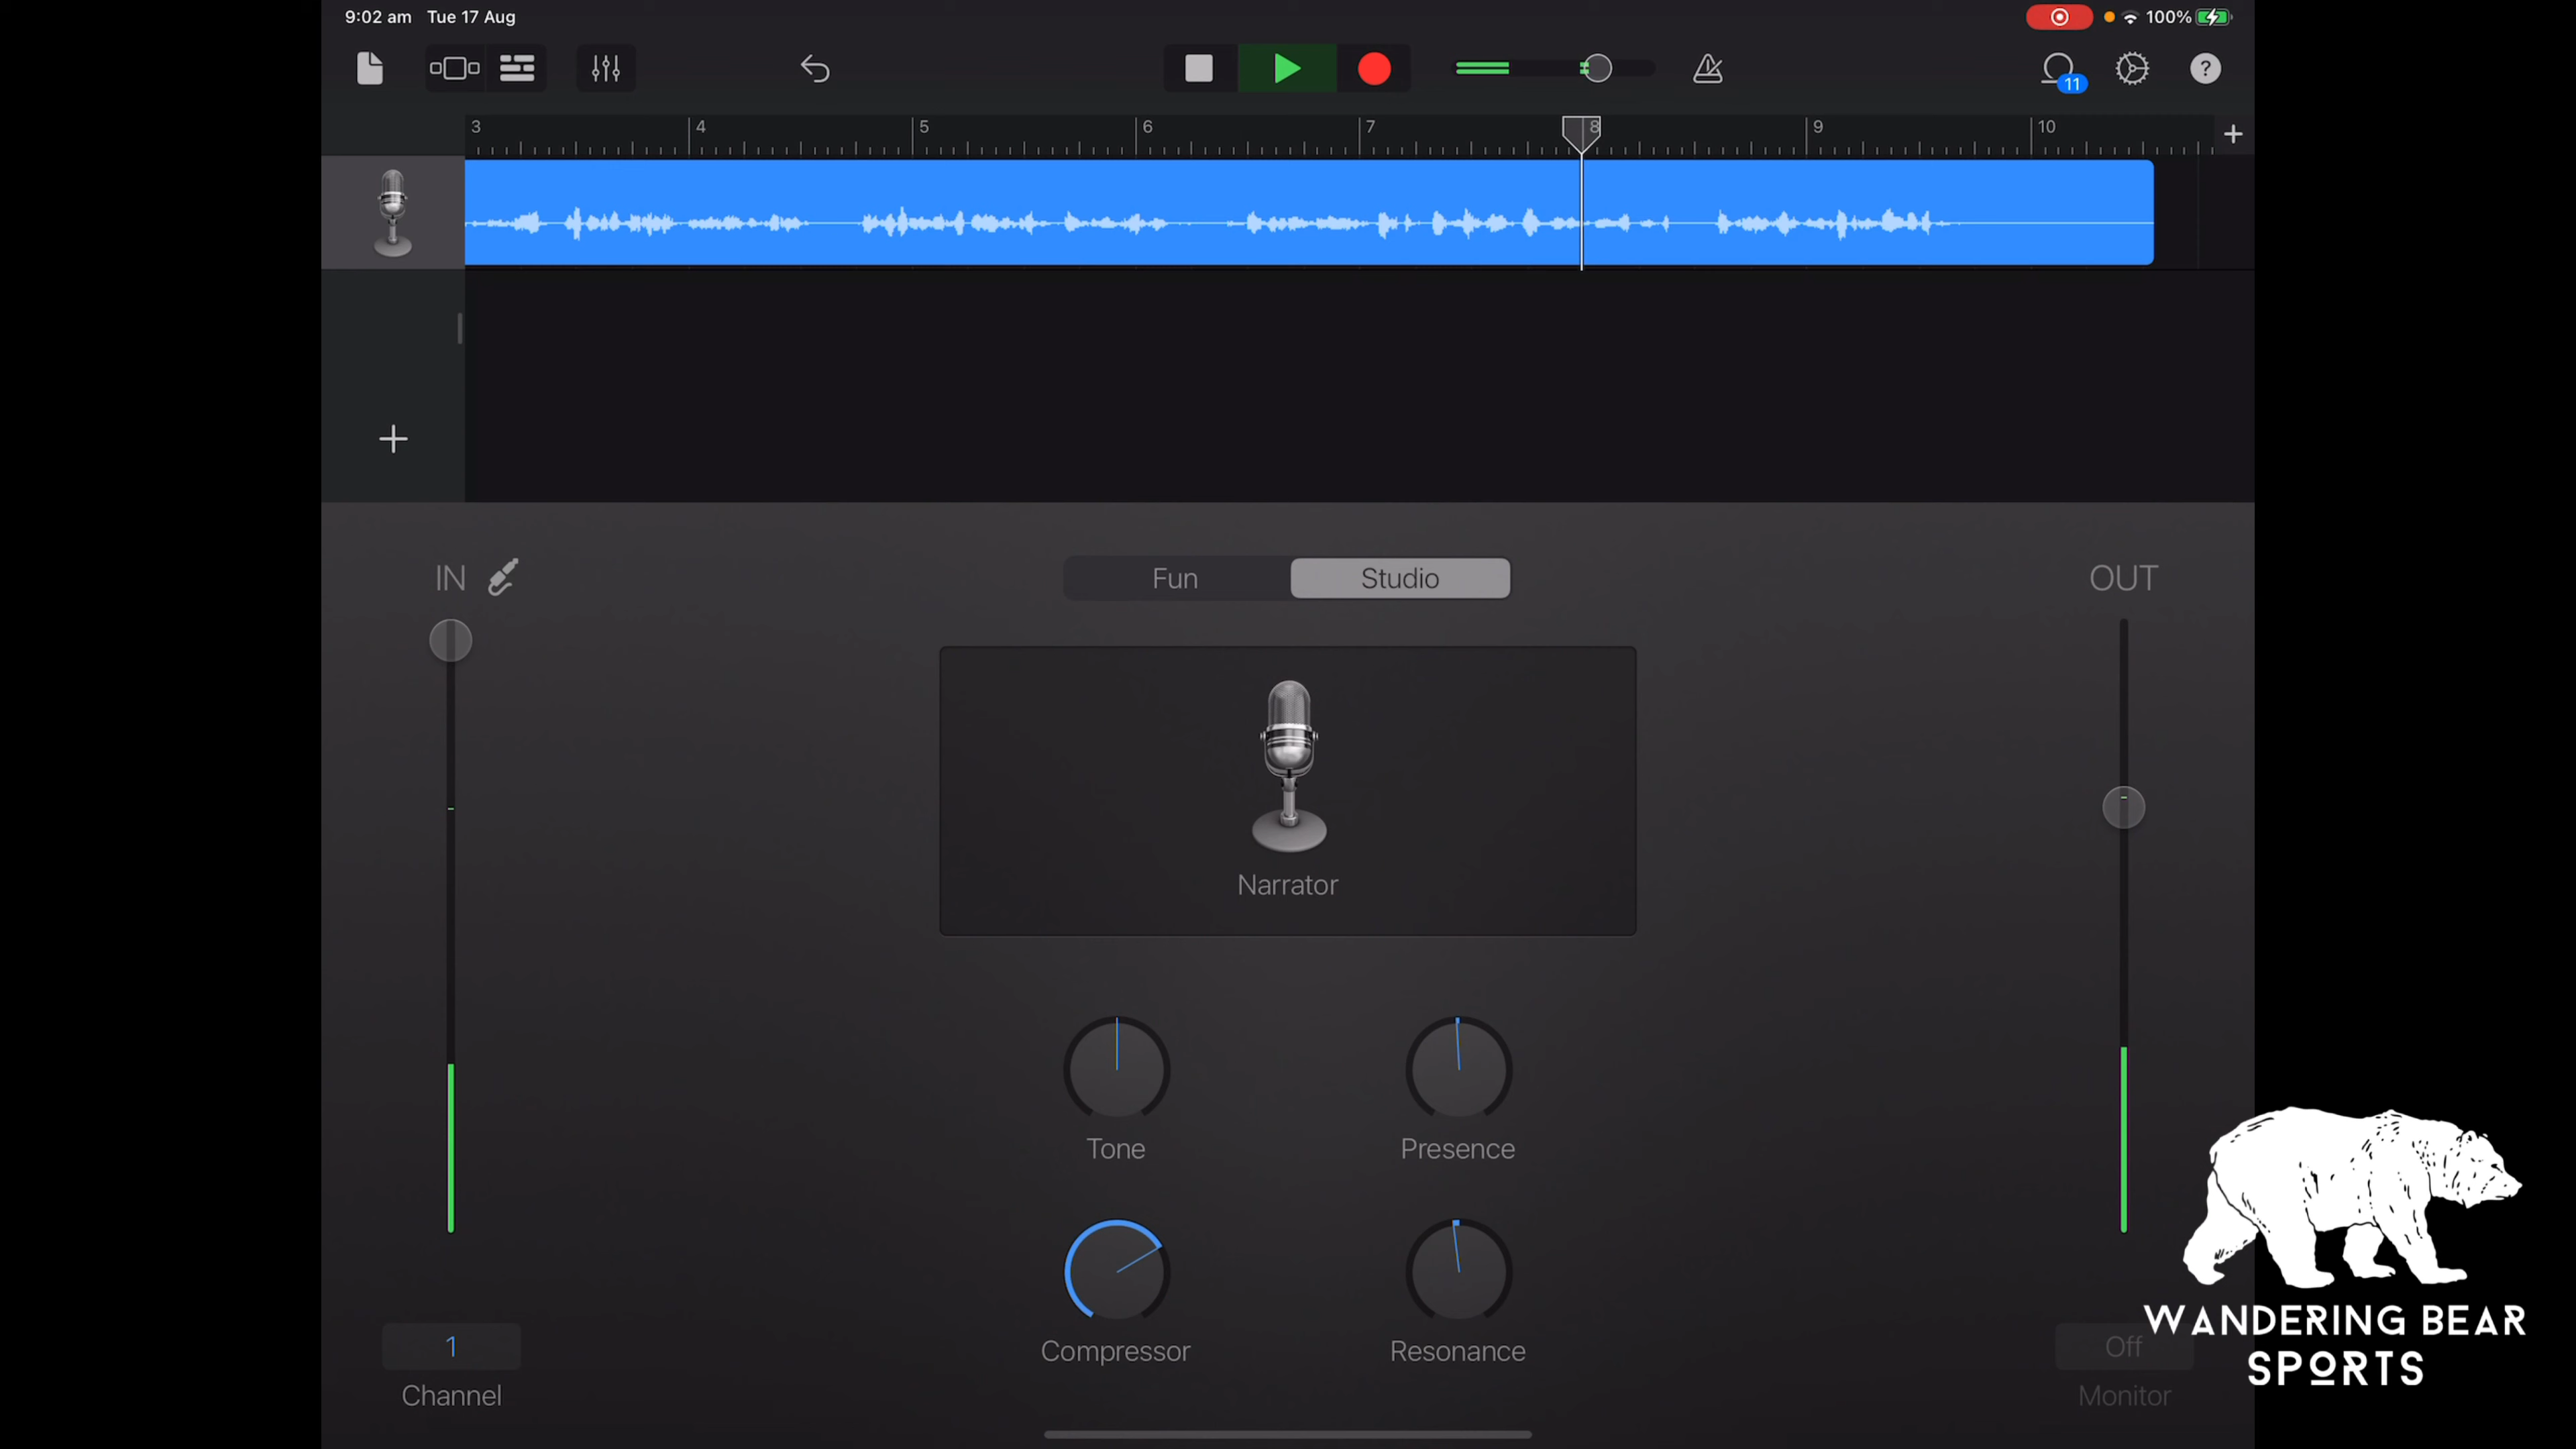 9:02 am Tue 17 Aug
100%
11
?
3 4 5 6 7 8 9 10
IN
Fun Studio
OUT
Narrator
Tone Presence
Compressor Resonance
1
Channel
Off
Monitor
WANDERING BEAR
SPORTS